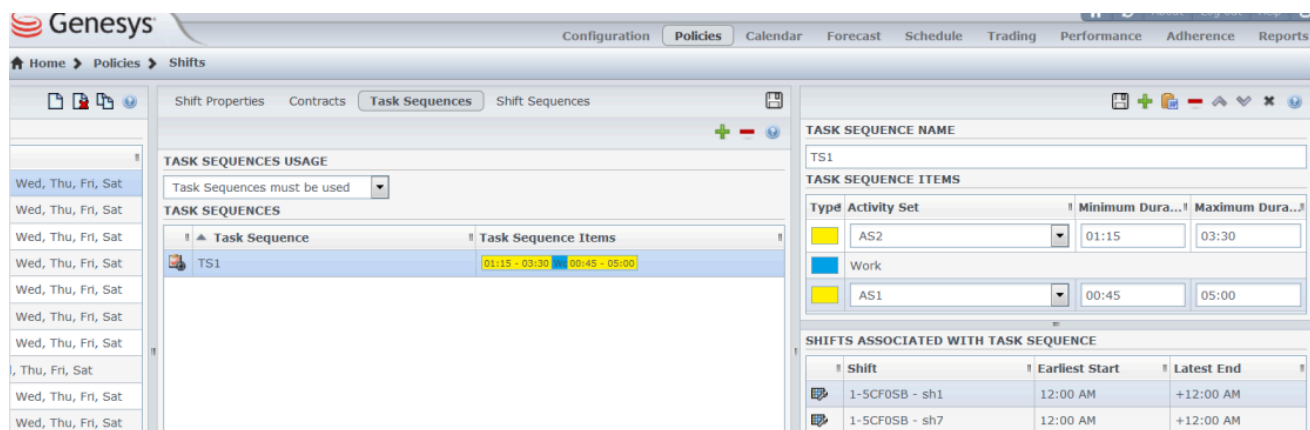 Genesys
About Log out Help
Configuration Policies Calendar Forecast Schedule Trading Performance Adherence Reports
Home Policies Shifts
Shift Properties Contracts Task Sequences Shift Sequences
TASK SEQUENCES USAGE
Task Sequences must be used
TASK SEQUENCES
Task Sequence Task Sequence Items
TS1 01:15 - 03:30 00:45 - 05:00
Wed, Thu, Fri, Sat
Wed, Thu, Fri, Sat
Wed, Thu, Fri, Sat
Wed, Thu, Fri, Sat
Wed, Thu, Fri, Sat
Wed, Thu, Fri, Sat
Wed, Thu, Fri, Sat
, Thu, Fri, Sat
Wed, Thu, Fri, Sat
Wed, Thu, Fri, Sat
TASK SEQUENCE NAME
TS1
TASK SEQUENCE ITEMS
Type Activity Set Minimum Dura... Maximum Dura...
AS2 01:15 03:30
Work
AS1 00:45 05:00
SHIFTS ASSOCIATED WITH TASK SEQUENCE
Shift Earliest Start Latest End
1-5CF0SB - sh1 12:00 AM +12:00 AM
1-5CF0SB - sh7 12:00 AM +12:00 AM